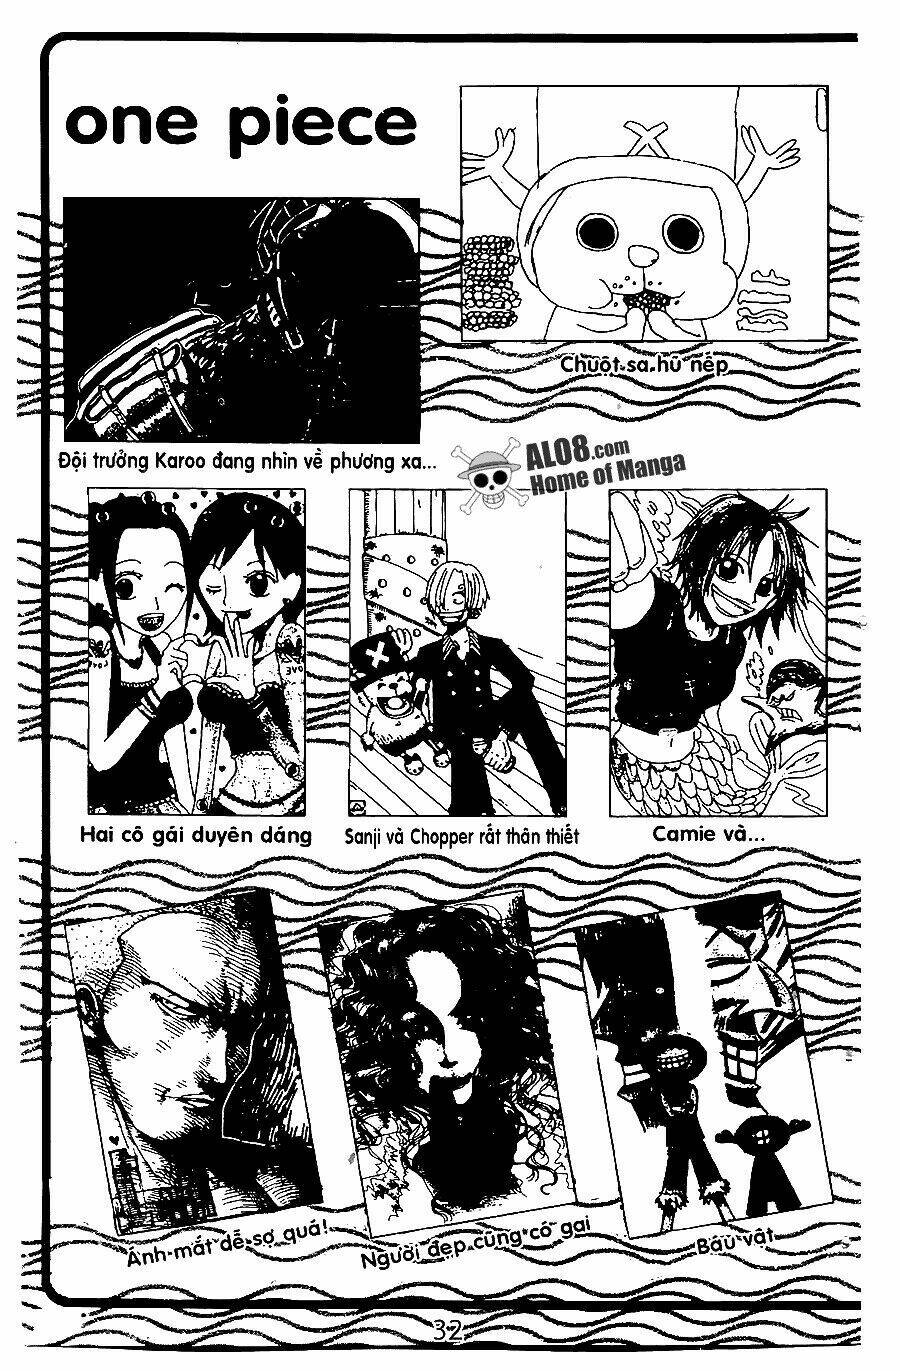 one piece
Chuột sa hũ nếp
Đội trưởng Karoo đang nhìn về phương xa...
ALO8.com
Home of Manga
Hai cô gái duyên dáng
Sanji và Chopper rất thân thiết
Camie và...
Ánh mắt dễ sợ quá!
Người đẹp cũng có gai
Báu vật
32